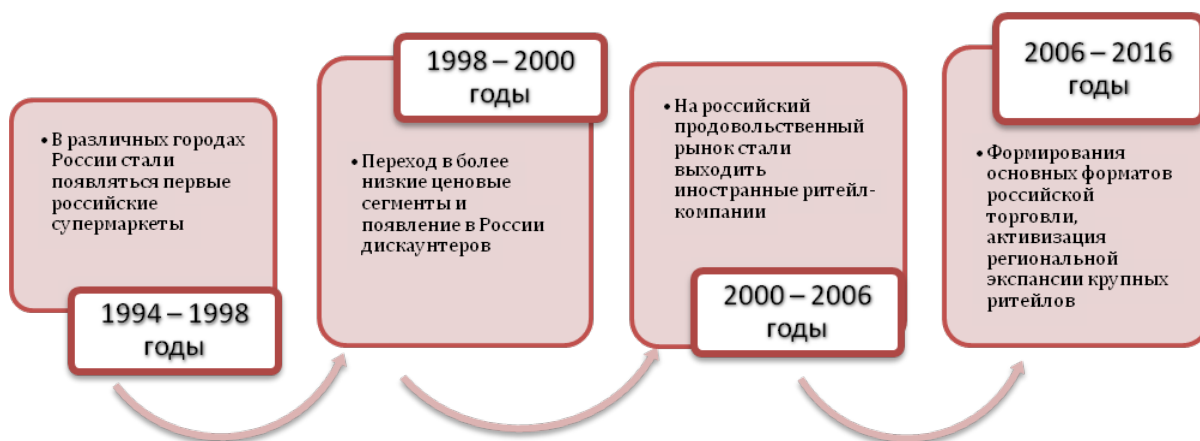 • В различных городах
России стали
появляться первые
российские
супермаркеты
1994 – 1998
годы
1998 – 2000
годы
• Переход в более
низкие ценовые
сегменты и
появление в России
дискаунтеров
• На российский
продовольственный
рынок стали
выходить
иностранные ритейл-
компании
2000 – 2006
годы
2006 – 2016
годы
• Формирования
основных форматов
российской
торговли,
активизация
региональной
экспансии крупных
ритейлов